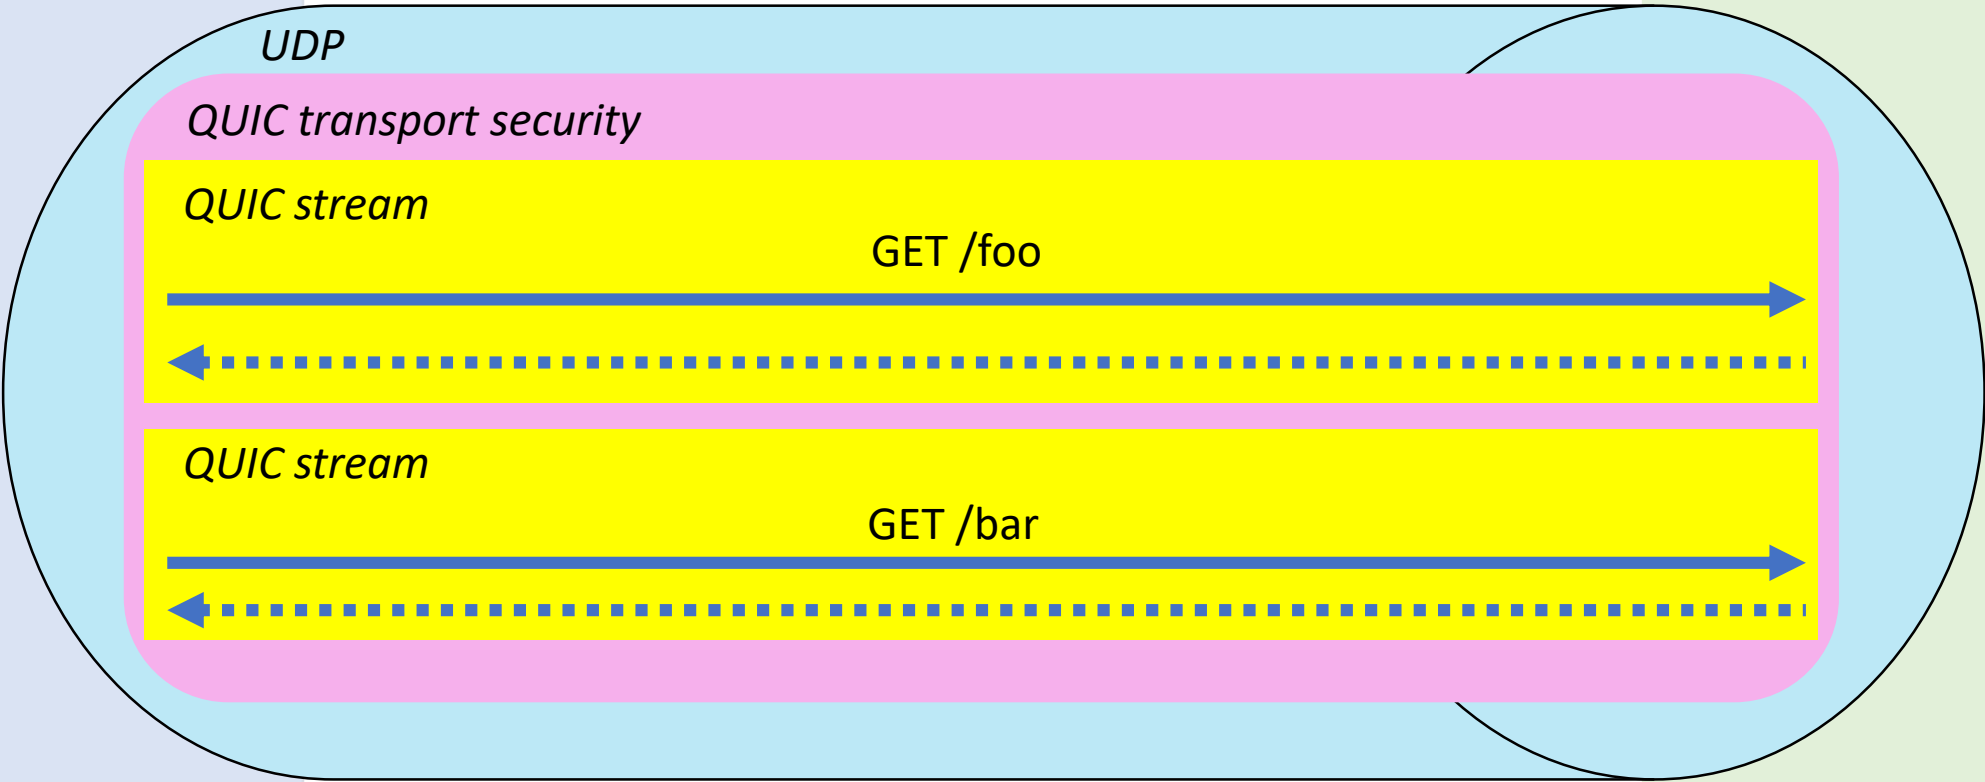 UDP
QUIC transport security
QUIC stream
GET /foo
QUIC stream
GET /bar